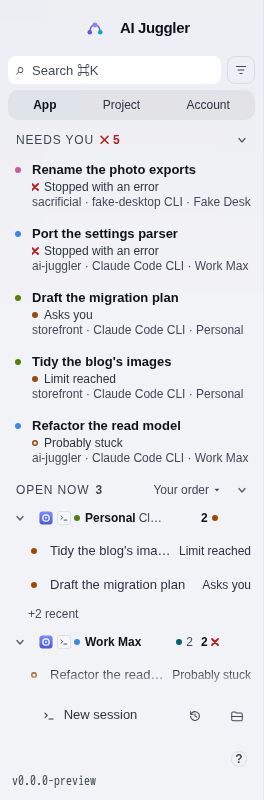 AI Juggler
Search ⌘K
App Project Account
NEEDS YOU 5
Rename the photo exports
Stopped with an error
sacrificial · fake-desktop CLI · Fake Desk
Port the settings parser
Stopped with an error
ai-juggler · Claude Code CLI · Work Max
Draft the migration plan
Asks you
storefront · Claude Code CLI · Personal
Tidy the blog's images
Limit reached
storefront · Claude Code CLI · Personal
Refactor the read model
Probably stuck
ai-juggler · Claude Code CLI · Work Max
OPEN NOW 3 Your order
Personal Cl… 2
Tidy the blog's ima… Limit reached
Draft the migration plan Asks you
+2 recent
Work Max 2 2
Refactor the read… Probably stuck
New session
?
v0.0.0-preview